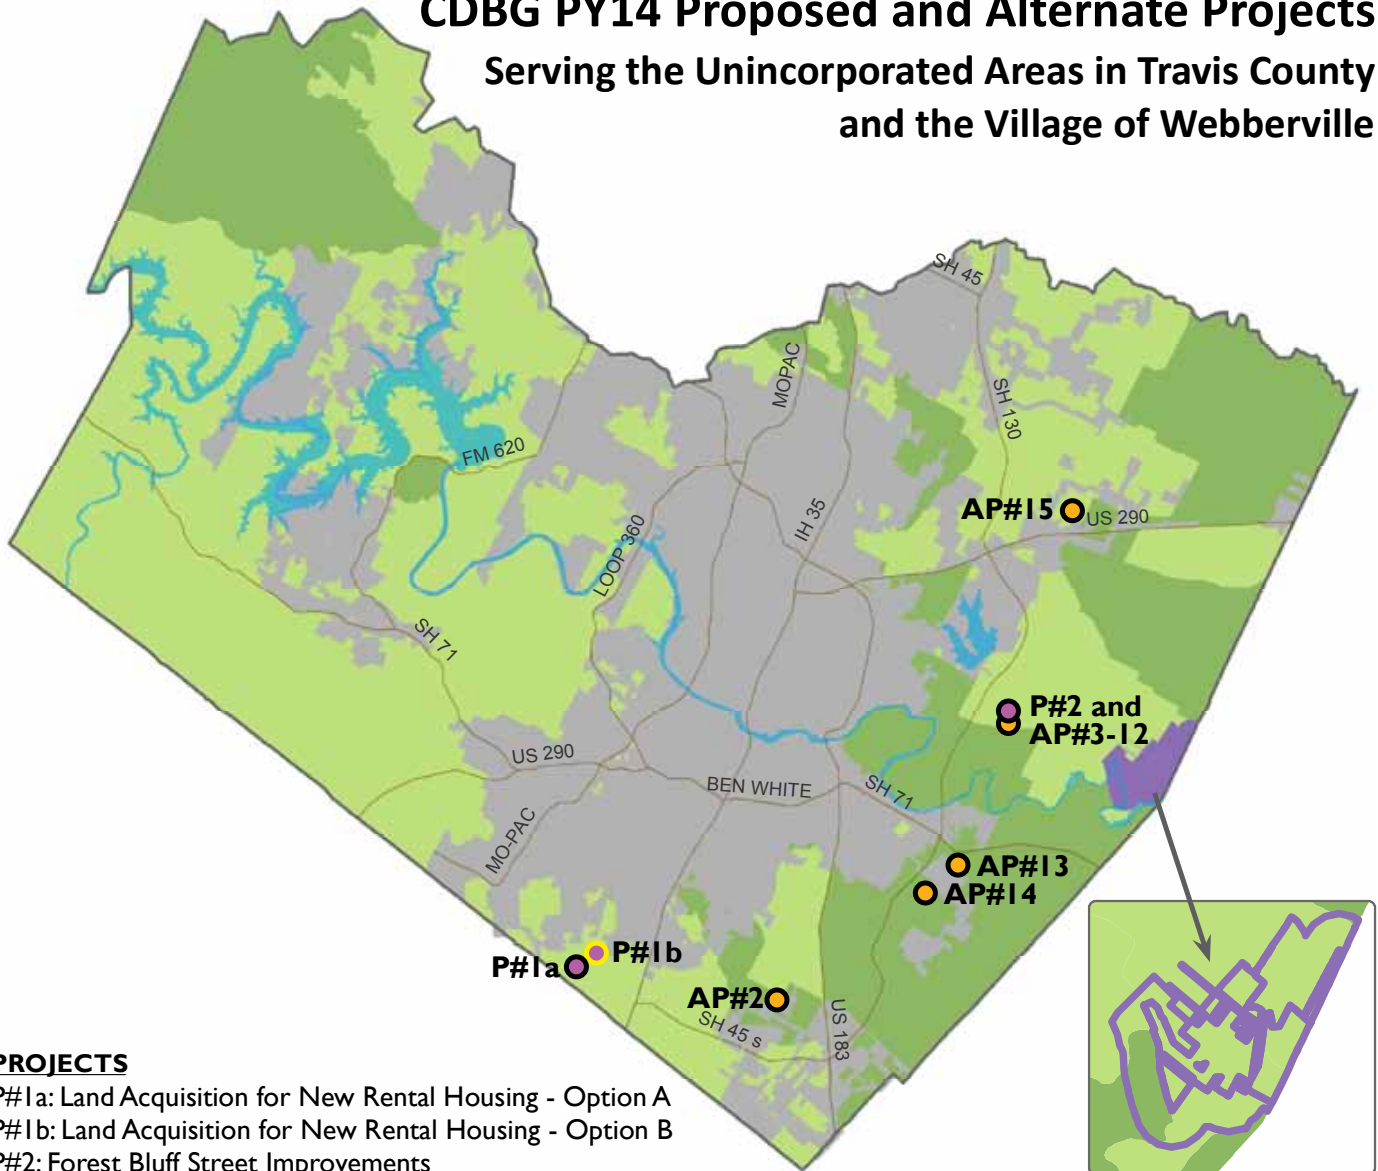 CDBG PY14 Proposed and Alternate Projects
Serving the Unincorporated Areas in Travis County
and the Village of Webberville
SH 45
MOPAC
SH 130
FM 620
AP#15
US 290
IH 35
LOOP 360
SH 71
P#2 and
AP#3-12
US 290
BEN WHITE
SH 71
MO-PAC
AP#13
AP#14
P#1b
P#1a
AP#2
SH 45 s
US 183
PROJECTS
P#1a: Land Acquisition for New Rental Housing - Option A
P#1b: Land Acquisition for New Rental Housing - Option B
P#2: Forest Bluff Street Improvements